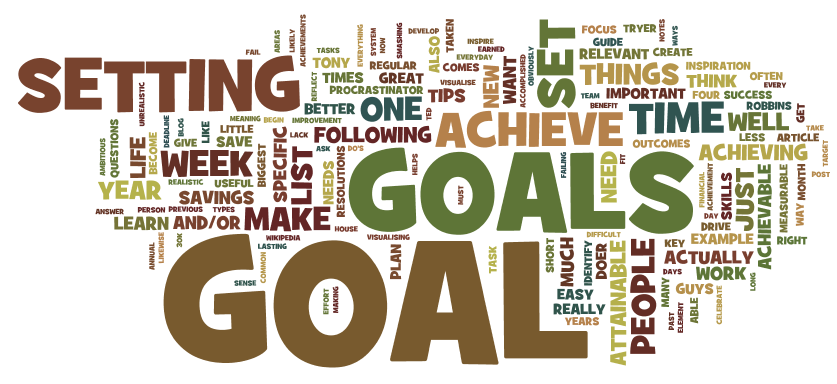 SETTING
FAIL
AREAS
LIKELY
ACHIEVEMENTS
TASKS
TONY
EVERYTHING
SYSTEM
NOW
SMASHING
DEVELOP
ALSO
TAKEN
INSPIRE
EARNED
EVERYDAY
COMES
REGULAR
TIMES
GREAT
REFLECT
PROCRASTINATOR
VISUALISE
TIPS
NEW
WANT
ACCOMPLISHED
OBVIOUSLY
SET
FOCUS
TRYER
NOTES
WAYS
GUIDE
RELEVANT
CREATE
THINGS
INSPIRATION
THINK
OFTEN
EVERY
TEAM
IMPORTANT
FOUR
SUCCESS
BENEFIT
TIME
WELL
ROBBINS
GET
LESS
ARTICLE
TAKE
TARGET
POST
UNREALISTIC
BETTER
ONE
TED
IMPROVEMENT
BEGIN
MEANING
LITTLE
LIKE
BLOG
DEADLINE
GIVE
SAVE
LACK
FOLLOWING
ACHIEVE
OUTCOMES
ACHIEVING
AMBITIOUS
QUESTIONS
LIFE
BECOME
WEEK
BIGGEST
SPECIFIC
LIST
ASK
DO'S
NEEDS
RESOLUTIONS
HELPS
GOALS
MUST
FAILING
NEED
FIT
REALISTIC
USEFUL
YEAR
SAVINGS
ANSWER
PERSON
PREVIOUS
TYPES
LEARN
AND/OR
MAKE
HOUSE
WIKIPEDIA
VISUALISING
LASTING
ANNUAL
LIKEWISE
30K
COMMON
SENSE
GOAL
EFFORT
MAKING
PLAN
TASK
SHORT
MUCH
IDENTIFY
DOER
DIFFICULT
ATTAINABLE
PEOPLE
EASY
REALLY
YEARS
FINANCIAL
ACHIEVEMENT
SKILLS
JUST
ACHIEVABLE
MEASURABLE
WAY
MONTH
DAY
DRIVE
KEY
EXAMPLE
RIGHT
ACTUALLY
DAYS
WORK
LONG
MANY
GUYS
PAST
ELEMENT
ABLE
CELEBRATE